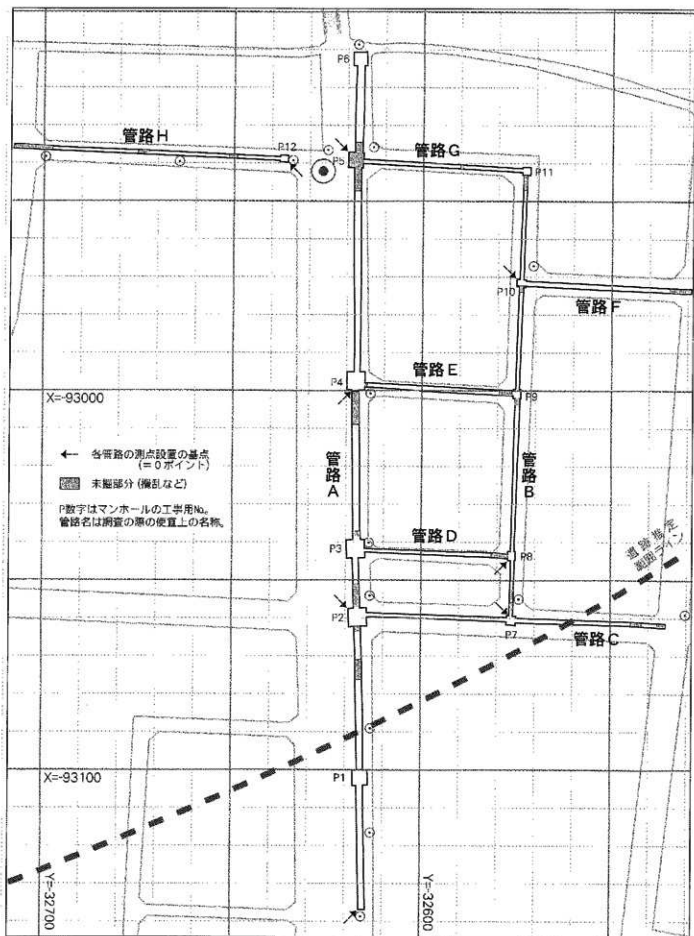 P6
管路H
P12
P5
管路G
P11
P10
管路F
P4
管路E
X=-93000
P9
← 各管路の測点設置の基点
(=0ポイント)
未掘部分（攪乱など）
P数字はマンホールの工事用No。
管路名は調査の際の便宜上の名称。
管路A
管路B
管路D
P3
P8
遺跡推定
範囲ライン
P2
P7
管路C
X=-93100
P1
Y=-32700
Y=-32600